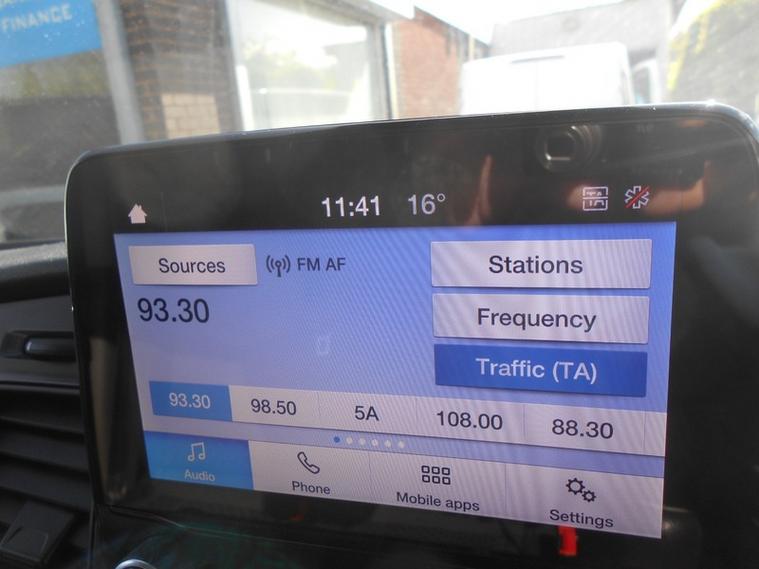 FINANCE
11:41 16°
TA
Sources FM AF Stations
93.30 Frequency
Traffic (TA)
93.30 98.50 5A 108.00 88.30
Audio Phone Mobile apps Settings